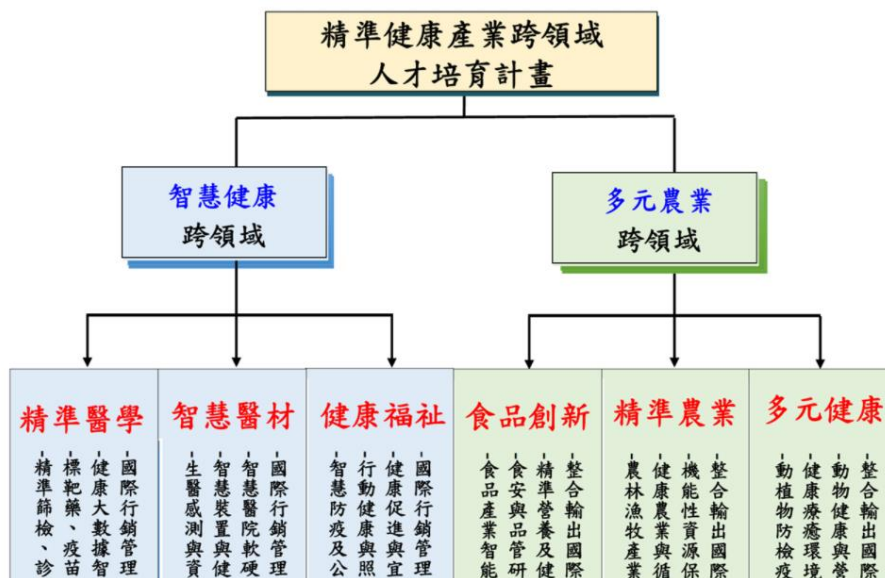 精準健康產業跨領域
人才培育計畫
智慧健康
跨領域
多元農業
跨領域
精準醫學
-國際行銷管理
-健康大數據智
-標靶藥、疫苗
-精準篩檢、診
智慧醫材
-國際行銷管理
-智慧醫院軟硬
-智慧裝置與健
-生醫感測與資
健康福祉
-國際行銷管理
-健康促進與宜
-行動健康與照
-智慧防疫及公
食品創新
-整合輸出國際
-精準營養及健
-食安與品管研
-食品產業智能
精準農業
-整合輸出國際
-機能性資源保
-健康農業與循
-農林漁牧產業
多元健康
-整合輸出國際
-動物健康與營
-健康療癒環境
-動植物防檢疫